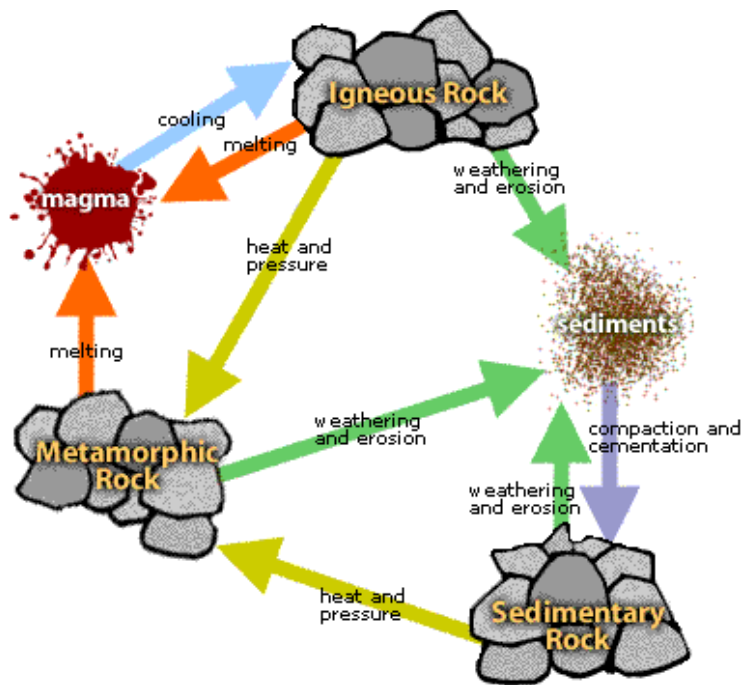 Igneous Rock
cooling
melting
weathering
and erosion
magma
heat and
pressure
sediments
melting
weathering
and erosion
compaction and
cementation
Metamorphic
Rock
weathering
and erosion
heat and
pressure
Sedimentary
Rock